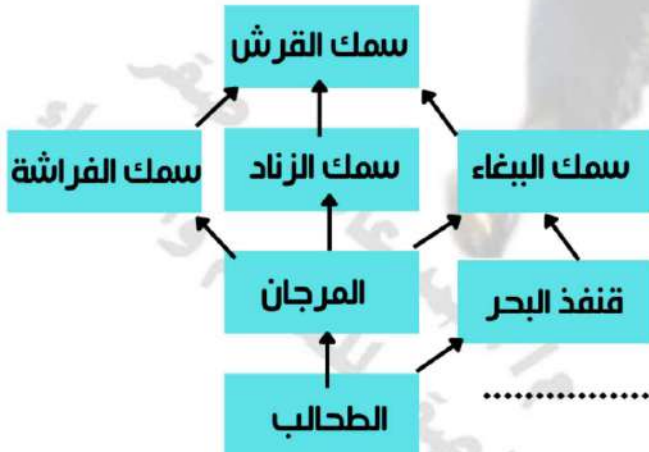 سمك القرش
سمك الببغاء
سمك الزناد
سمك الفراشة
قنفذ البحر
المرجان
الطحالب